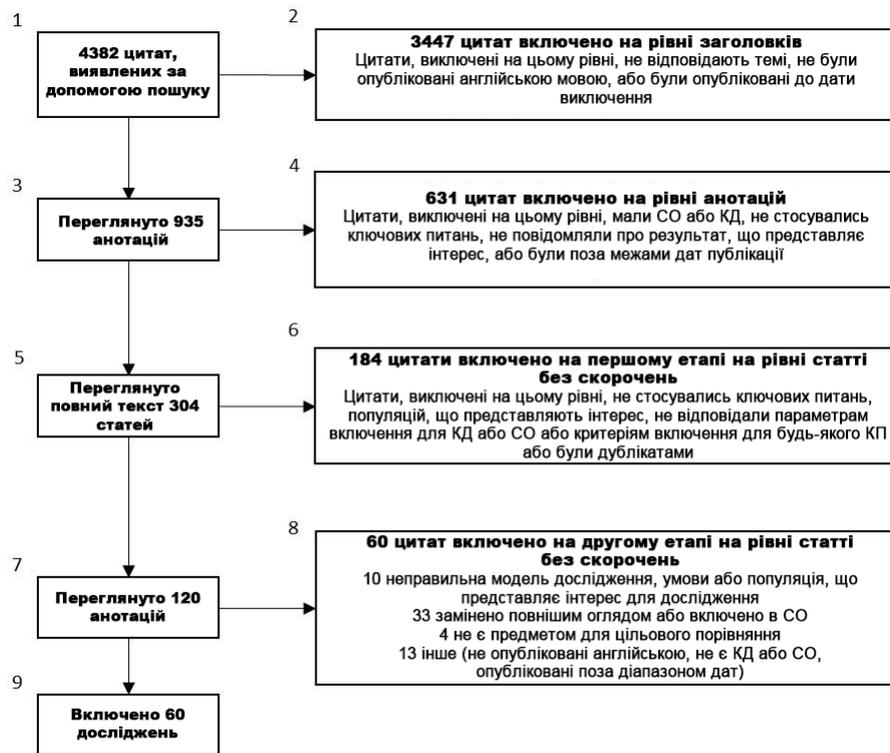 1
4382 цитат,
виявлених за
допомогою пошуку
2
3447 цитат включено на рівні заголовків
Цитати, виключені на цьому рівні, не відповідають темі, не були
опубліковані англійською мовою, або були опубліковані до дати
виключення
3
Переглянуто 935
анотацій
4
631 цитат включено на рівні анотацій
Цитати, виключені на цьому рівні, мали СО або КД, не стосувались
ключових питань, не повідомляли про результат, що представляє
інтерес, або були поза межами дат публікації
5
Переглянуто
повний текст 304
статей
6
184 цитати включено на першому етапі на рівні статті
без скорочень
Цитати, виключені на цьому рівні, не стосувались ключових питань,
популяцій, що представляють інтерес, не відповідали параметрам
включення для КД або СО або критеріям включення для будь-якого КП
або були дублікатами
7
Переглянуто 120
анотацій
8
60 цитат включено на другому етапі на рівні статті
без скорочень
10 неправильна модель дослідження, умови або популяція, що
представляє інтерес для дослідження
33 замінено повнішим оглядом або включено в СО
4 не є предметом для цільового порівняння
13 інше (не опубліковані англійською, не є КД або СО,
опубліковані поза діапазоном дат)
9
Включено 60
досліджень